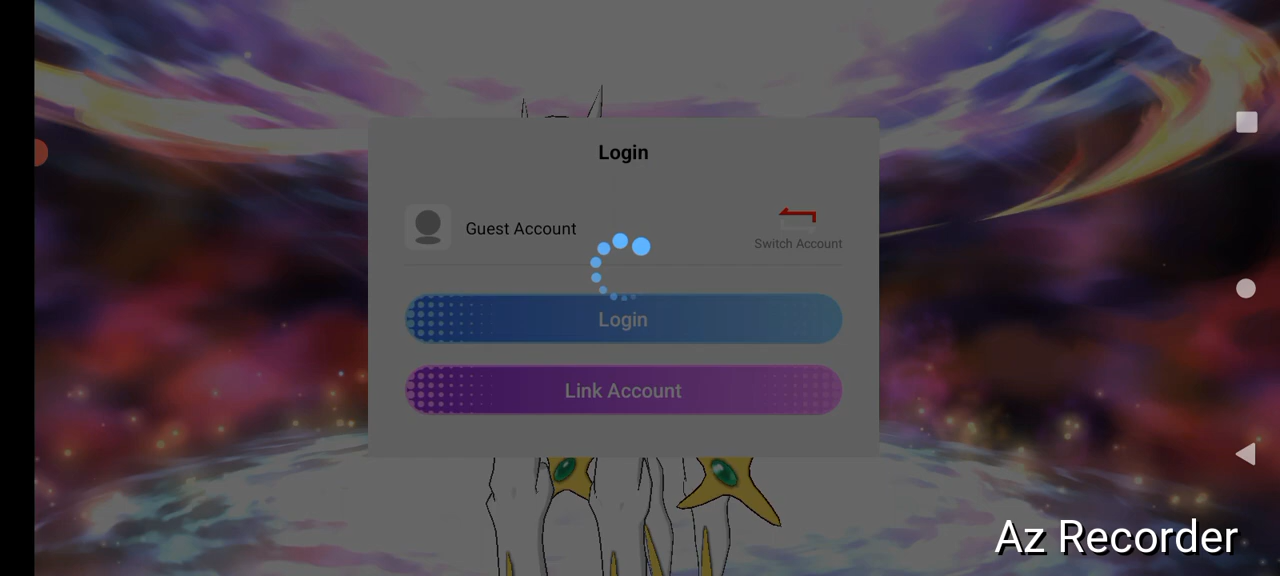 Login
Guest Account
Switch Account
Login
Link Account
Az Recorder